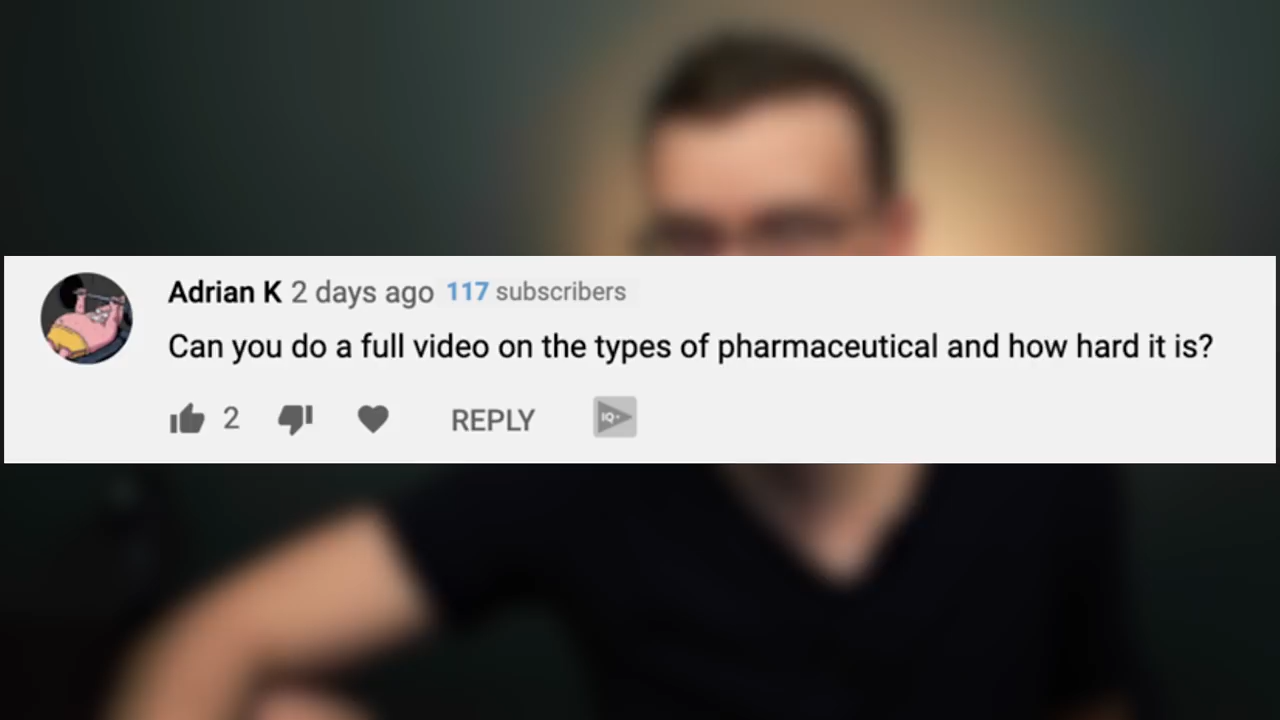 Adrian K 2 days ago 117 subscribers
Can you do a full video on the types of pharmaceutical and how hard it is?
2 REPLY IQ+